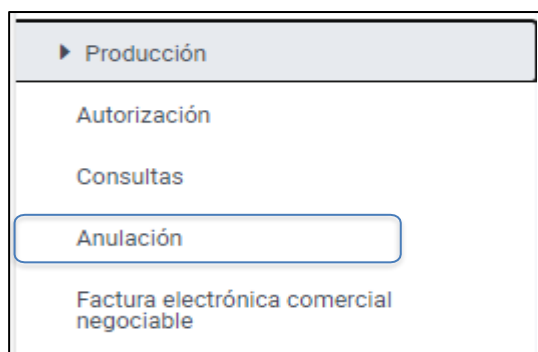 Producción
Autorización
Consultas
Anulación
Factura electrónica comercial
negociable